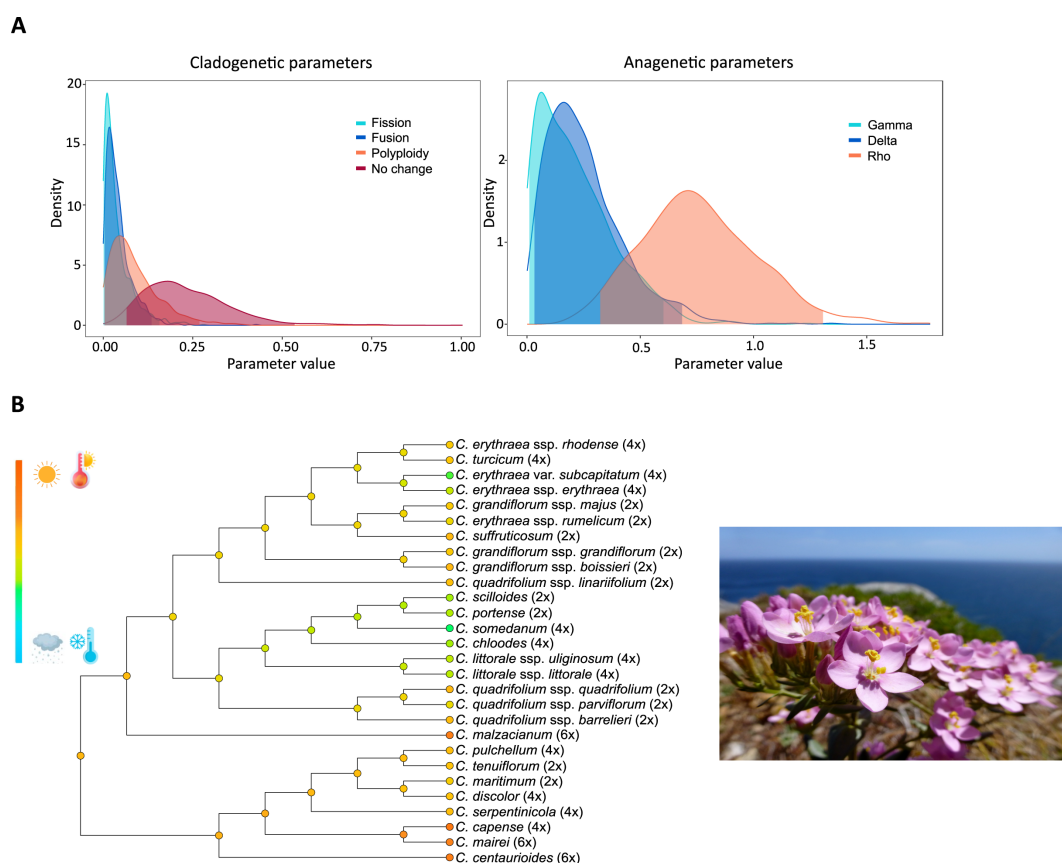 A
Cladogenetic parameters
20
15
10
5
0
Density
Fission
Fusion
Polyploidy
No change
0.00 0.25 0.50 0.75 1.00
Parameter value
Anagenetic parameters
2
1
0
Density
Gamma
Delta
Rho
0.0 0.5 1.0 1.5
Parameter value
B
C. erythraea ssp. rhodense (4x)
C. turcicum (4x)
C. erythraea var. subcapitatum (4x)
C. erythraea ssp. erythraea (4x)
C. grandiflorum ssp. majus (2x)
C. erythraea ssp. rumelicum (2x)
C. suffruticosum (2x)
C. grandiflorum ssp. grandiflorum (2x)
C. grandiflorum ssp. boissieri (2x)
C. quadrifolium ssp. linariifolium (2x)
C. scilloides (2x)
C. portense (2x)
C. somedanum (4x)
C. chloodes (4x)
C. littorale ssp. uliginosum (4x)
C. littorale ssp. littorale (4x)
C. quadrifolium ssp. quadrifolium (2x)
C. quadrifolium ssp. parviflorum (2x)
C. quadrifolium ssp. barrelieri (2x)
C. malzacianum (6x)
C. pulchellum (4x)
C. tenuiflorum (2x)
C. maritimum (2x)
C. discolor (4x)
C. serpentinicola (4x)
C. capense (4x)
C. mairei (6x)
C. centaurioides (6x)